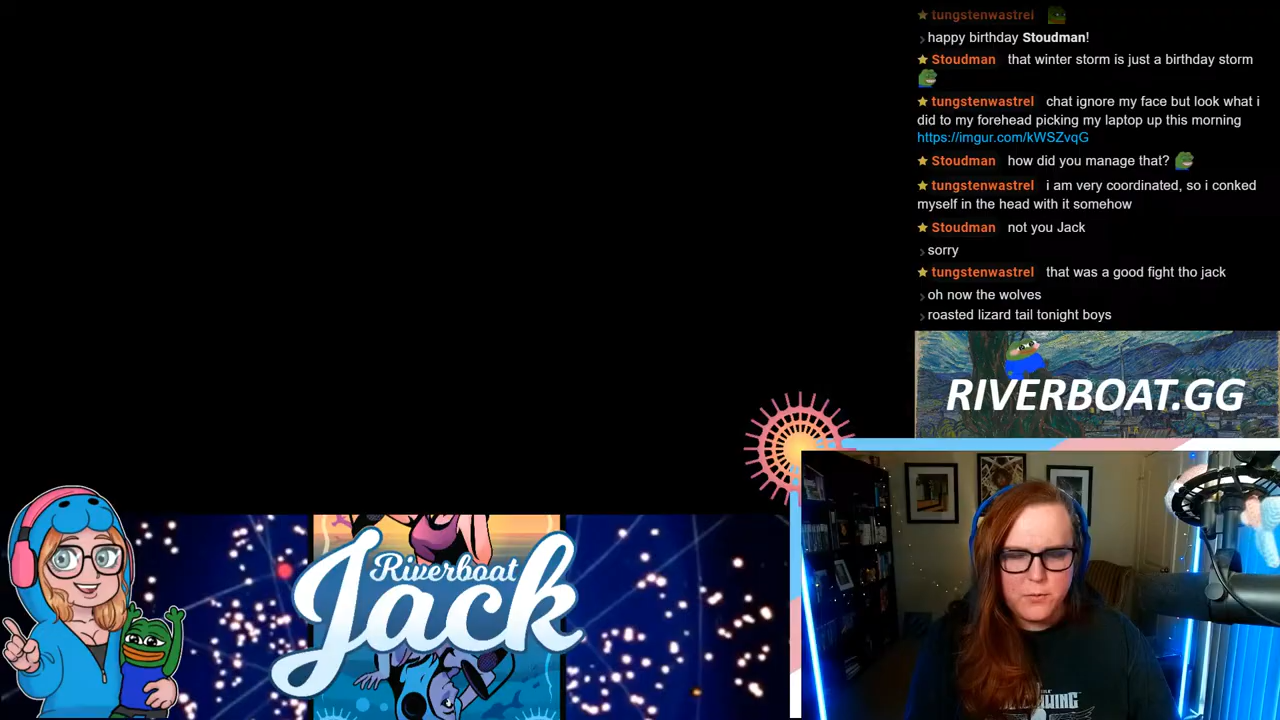 tungstenwastrel
happy birthday Stoudman!
Stoudman that winter storm is just a birthday storm
tungstenwastrel chat ignore my face but look what i
did to my forehead picking my laptop up this morning
https://imgur.com/kWSZvqG
Stoudman how did you manage that?
tungstenwastrel i am very coordinated, so i conked
myself in the head with it somehow
Stoudman not you Jack
sorry
tungstenwastrel that was a good fight tho jack
oh now the wolves
roasted lizard tail tonight boys
RIVERBOAT.GG
Riverboat
Jack